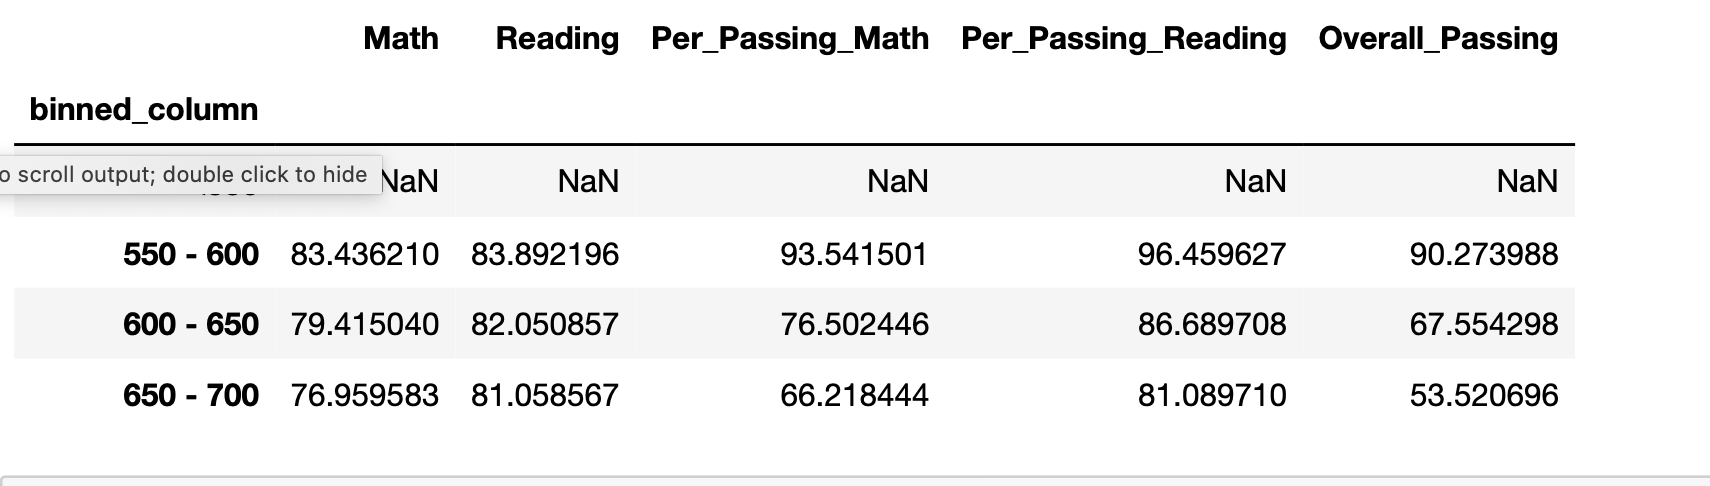 Math Reading Per_Passing_Math Per_Passing_Reading Overall_Passing
binned_column
o scroll output; double click to hide NaN NaN NaN NaN NaN
550 - 600 83.436210 83.892196 93.541501 96.459627 90.273988
600 - 650 79.415040 82.050857 76.502446 86.689708 67.554298
650 - 700 76.959583 81.058567 66.218444 81.089710 53.520696